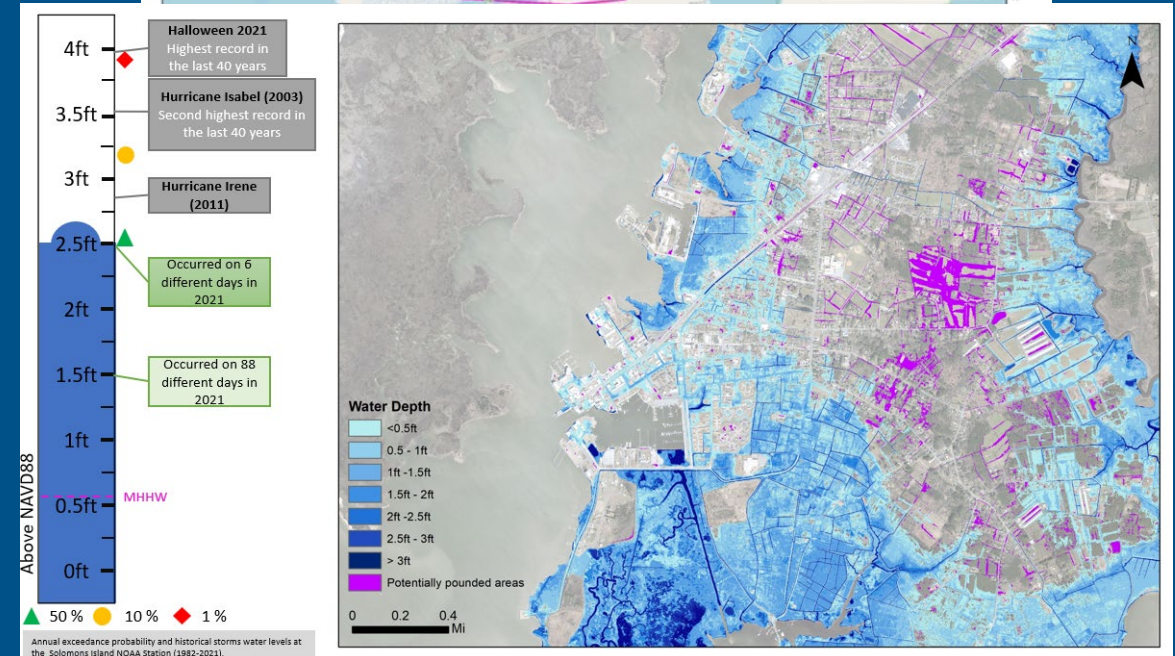 4ft
3.5ft
3ft
2.5ft
2ft
1.5ft
1ft
0.5ft
0ft
Above NAVD88
MHHW
Halloween 2021
Highest record in
the last 40 years
Hurricane Isabel (2003)
Second highest record in
the last 40 years
Hurricane Irene
(2011)
Occurred on 6
different days in
2021
Occurred on 88
different days in
2021
50 % 10 % 1 %
Annual exceedance probability and historical storms water levels at
the Solomons Island NOAA Station (1982-2021).
N
Water Depth
<0.5ft
0.5 - 1ft
1ft -1.5ft
1.5ft - 2ft
2ft -2.5ft
2.5ft - 3ft
> 3ft
Potentially pounded areas
0 0.2 0.4
Mi